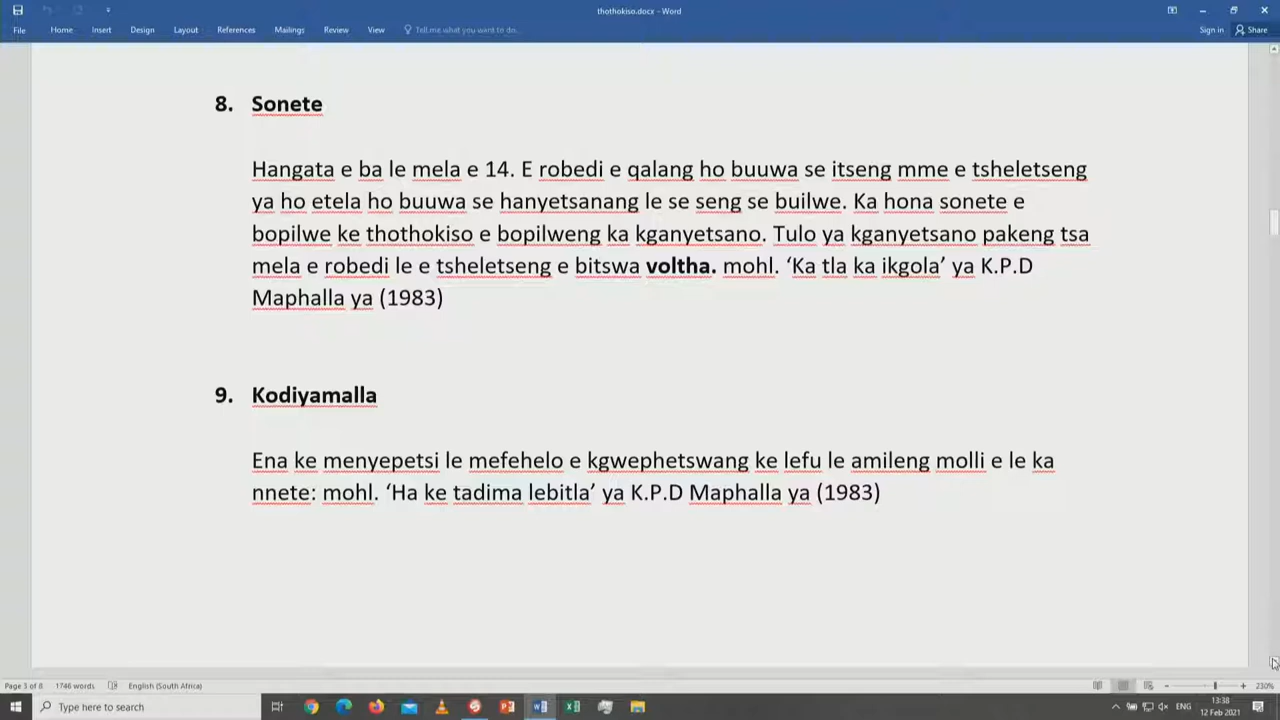 thothokiso.docx - Word
File Home Insert Design Layout References Mailings Review View Tell me what you want to do... Sign in Share
8. Sonete
Hangata e ba le mela e 14. E robedi e qalang ho buuwa se itseng mme e tsheletseng
ya ho etela ho buuwa se hanyetsanang le se seng se builwe. Ka hona sonete e
bopilwe ke thothokiso e bopilweng ka kganyetsano. Tulo ya kganyetsano pakeng tsa
mela e robedi le e tsheletseng e bitswa voltha. mohl. ‘Ka tla ka ikgola’ ya K.P.D
Maphalla ya (1983)
9. Kodiyamalla
Ena ke menyepetsi le mefehelo e kgwephetswang ke lefu le amileng molli e le ka
nnete: mohl. ‘Ha ke tadima lebitla’ ya K.P.D Maphalla ya (1983)
Page 5 of 8 1746 words English (South Africa) 230%
Type here to search ENG 13:38
12 Feb 2021